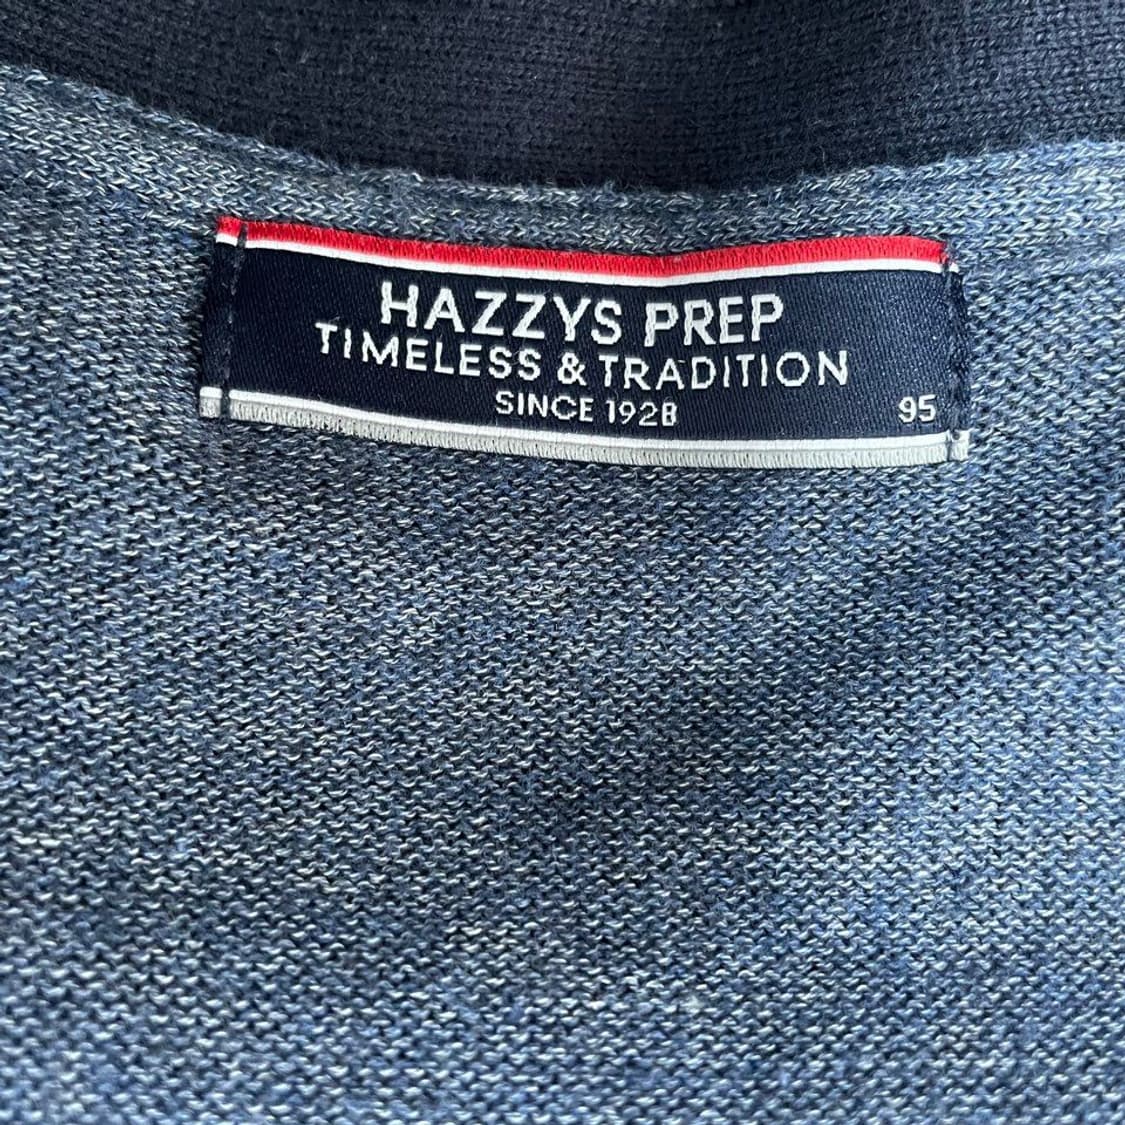 HAZZYS PREP
TIMELESS & TRADITION
SINCE 1928
95